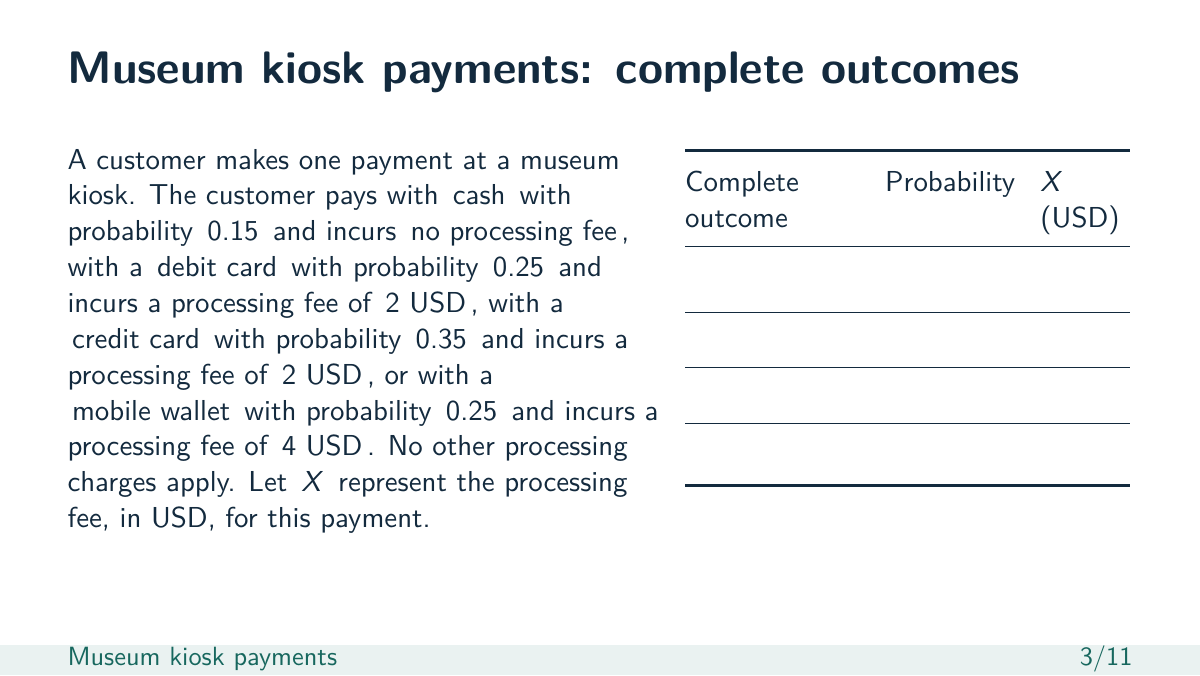 Museum kiosk payments: complete outcomes
A customer makes one payment at a museum
kiosk. The customer pays with cash with
probability 0.15 and incurs no processing fee,
with a debit card with probability 0.25 and
incurs a processing fee of 2 USD, with a
credit card with probability 0.35 and incurs a
processing fee of 2 USD, or with a
mobile wallet with probability 0.25 and incurs a
processing fee of 4 USD. No other processing
charges apply. Let X represent the processing
fee, in USD, for this payment.
Complete outcome Probability X (USD)
Museum kiosk payments 3/11